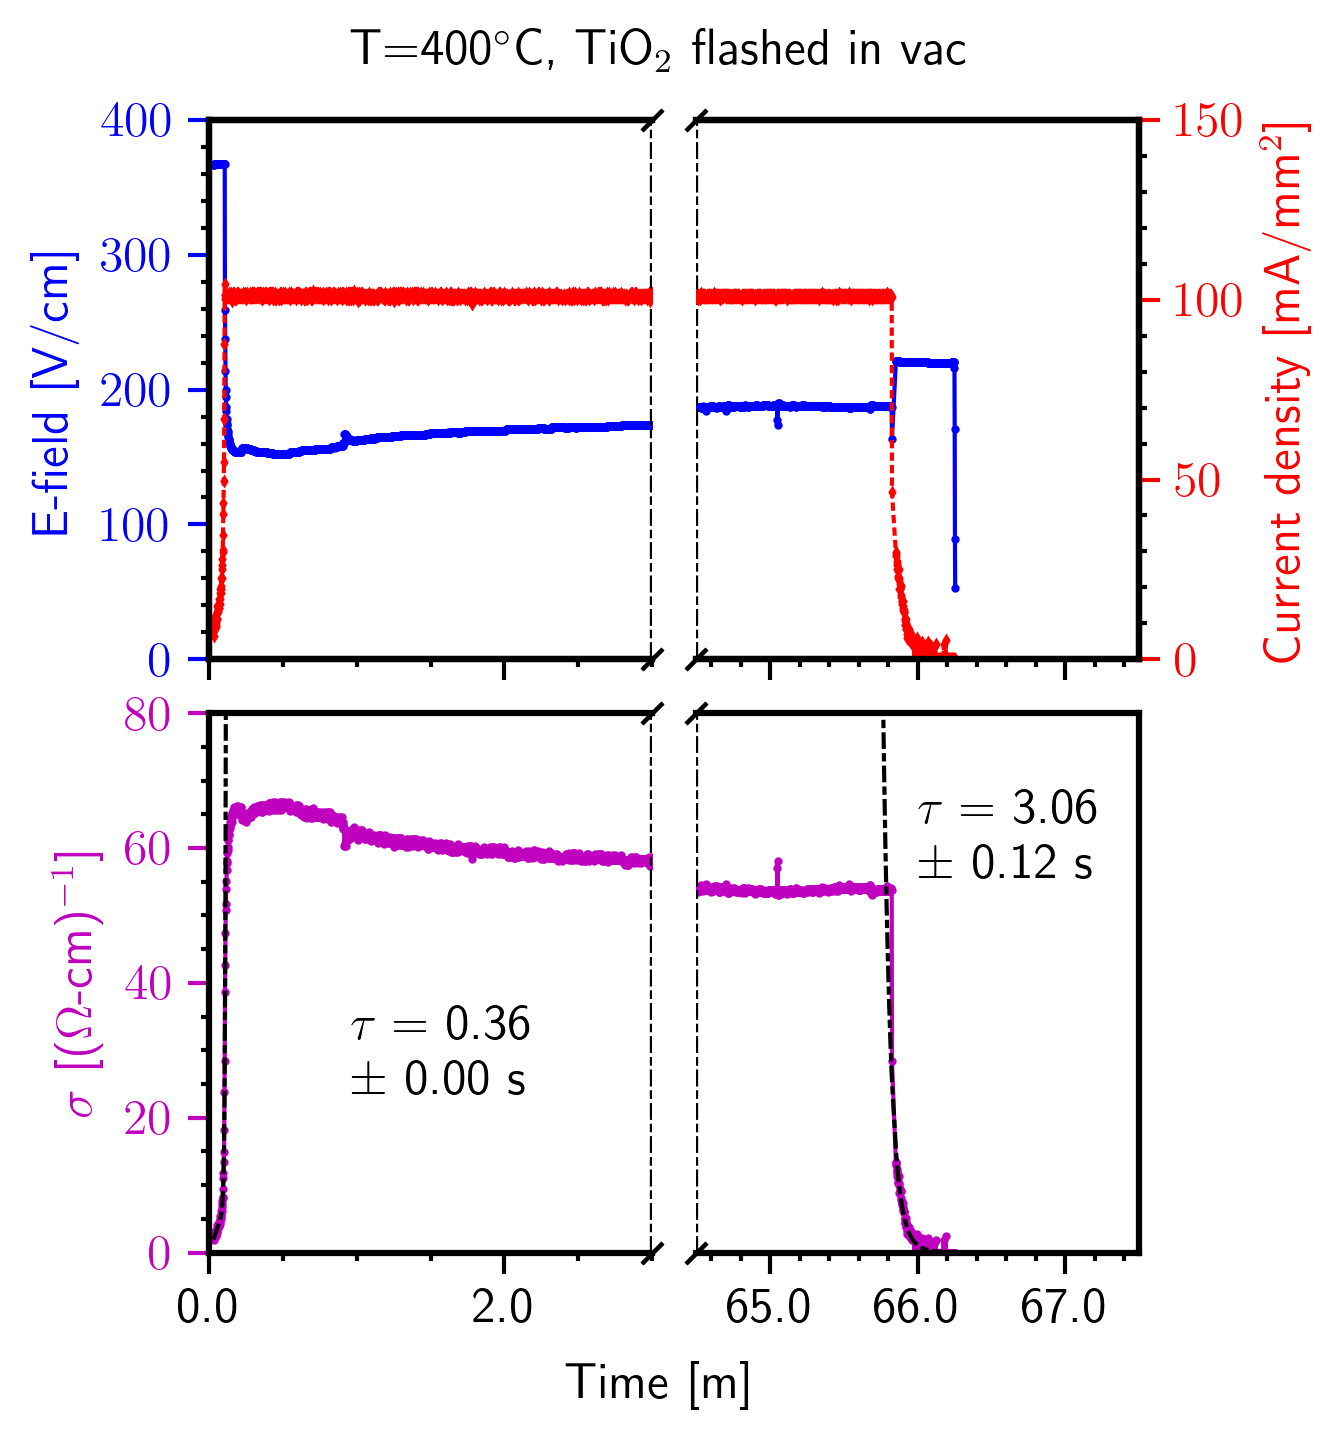 T=400°C, TiO₂ flashed in vac
400
300
200
100
0
E-field [V/cm]
150
100
50
0
Current density [mA/mm²]
80
60
40
20
0
σ [(Ω-cm)⁻¹]
τ = 0.36
± 0.00 s
τ = 3.06
± 0.12 s
0.0 2.0 65.0 66.0 67.0
Time [m]